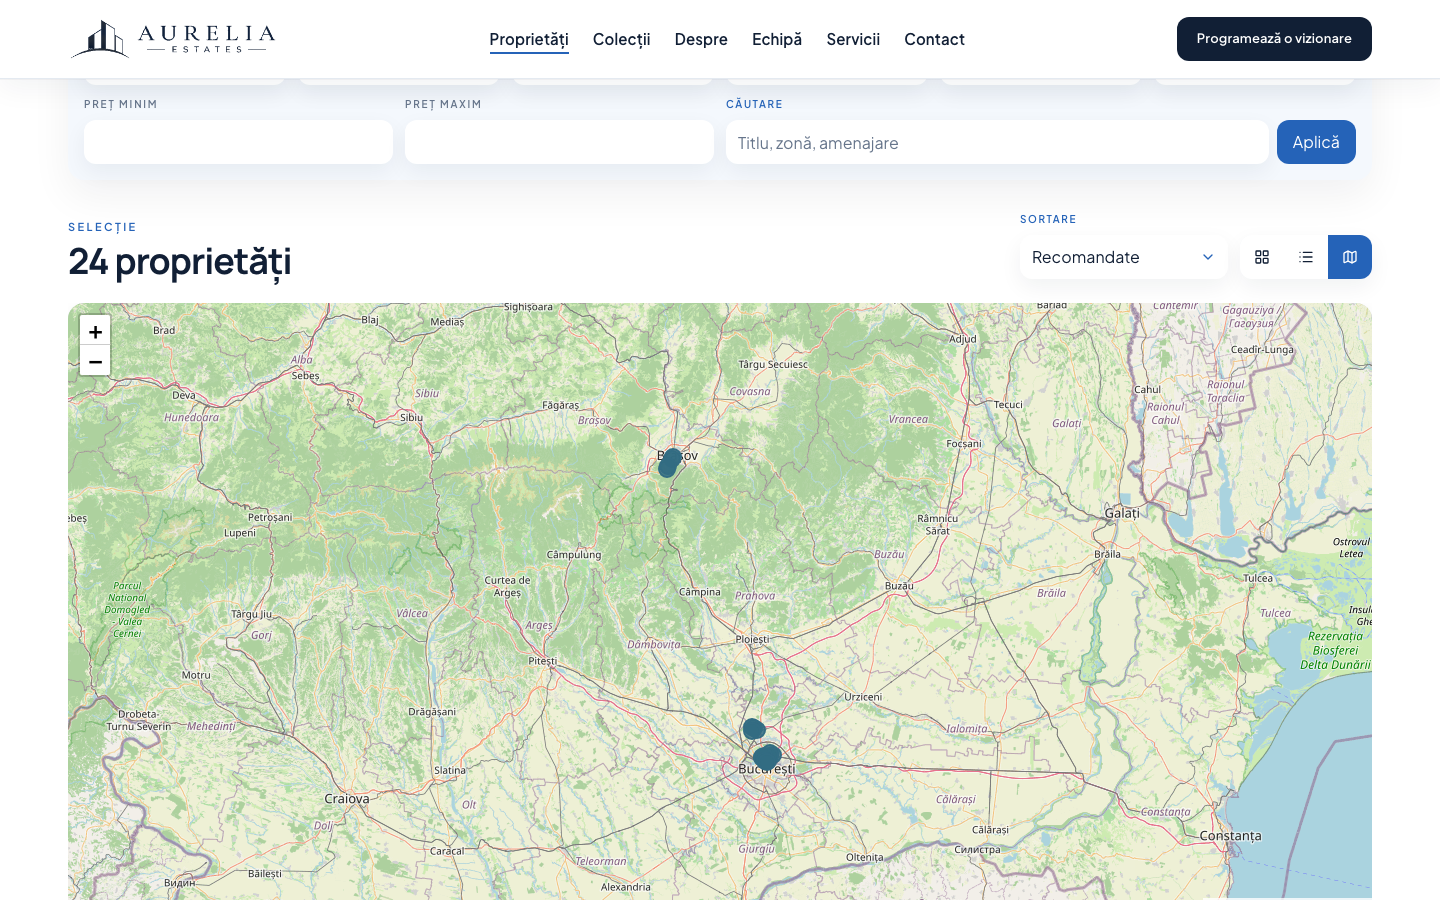 AURELIA
ESTATES
Proprietăți
Colecții
Despre
Echipă
Servicii
Contact
Programează o vizionare
PREȚ MINIM
PREȚ MAXIM
CĂUTARE
Titlu, zonă, amenajare
Aplică
SELECȚIE
24 proprietăți
SORTARE
Recomandate
+
−
Sighișoara
Bârlad
Cantemir
Gagauziya /
Гагаузия
Brad
Blaj
Mediaș
Adjud
Ceadîr-Lunga
Alba
Sebeș
Târgu Secuiesc
Deva
Sibiu
Covasna
Cahul
Raionul
Taraclia
Hunedoara
Sibiu
Făgăraș
Brașov
Vrancea
Tecuci
Galați
Raionul
Cahul
Focșani
Galați
Petroșani
Lupeni
Râmnicu
Sărat
Ostrovul
Letea
Câmpulung
Buzău
Brăila
Curtea de
Argeș
Câmpina
Prahova
Buzău
Brăila
Tulcea
Parcul
Național
Domogled
- Valea
Cernei
Târgu Jiu
Gorj
Vâlcea
Argeș
Dâmbovița
Ploiești
Tulcea
Rezervația
Biosferei
Delta Dunării
Motru
Pitești
Urziceni
Drobeta-
Turnu Severin
Mehedinți
Drăgășani
Ialomița
București
Slatina
Craiova
Olt
Dolj
Călărași
Constanța
Călărași
Constanța
Caracal
Teleorman
Giurgiu
Oltenița
Силистра
Видин
Băilești
Alexandria